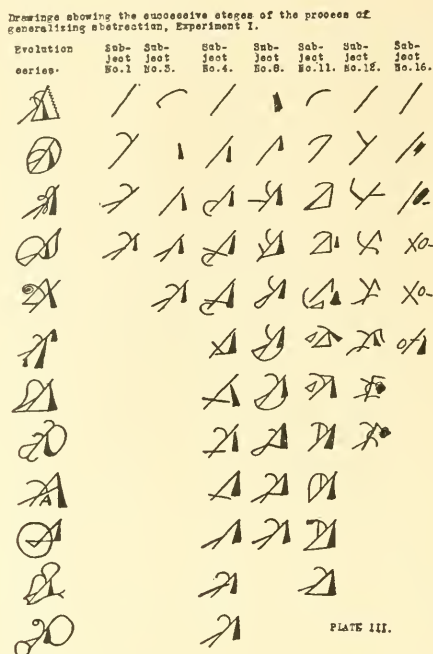 Drawings showing the successive stages of the process of
generalizing abstraction, Experiment I.
Evolution Sub- Sub- Sub- Sub- Sub- Sub- Sub-
ject ject ject ject ject ject ject
series. No.1 No.3. No.4. No.8. No.11. No.12. No.16.
PLATE III.